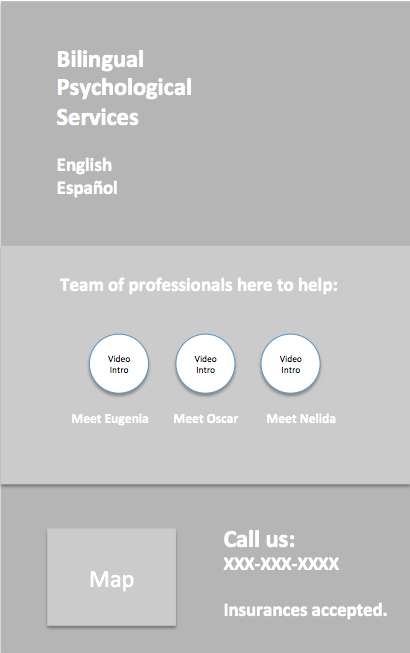 Bilingual
Psychological
Services
English
Español
Team of professionals here to help:
Video
Intro
Video
Intro
Video
Intro
Meet Eugenia
Meet Oscar
Meet Nelida
Map
Call us:
XXX-XXX-XXXX
Insurances accepted.